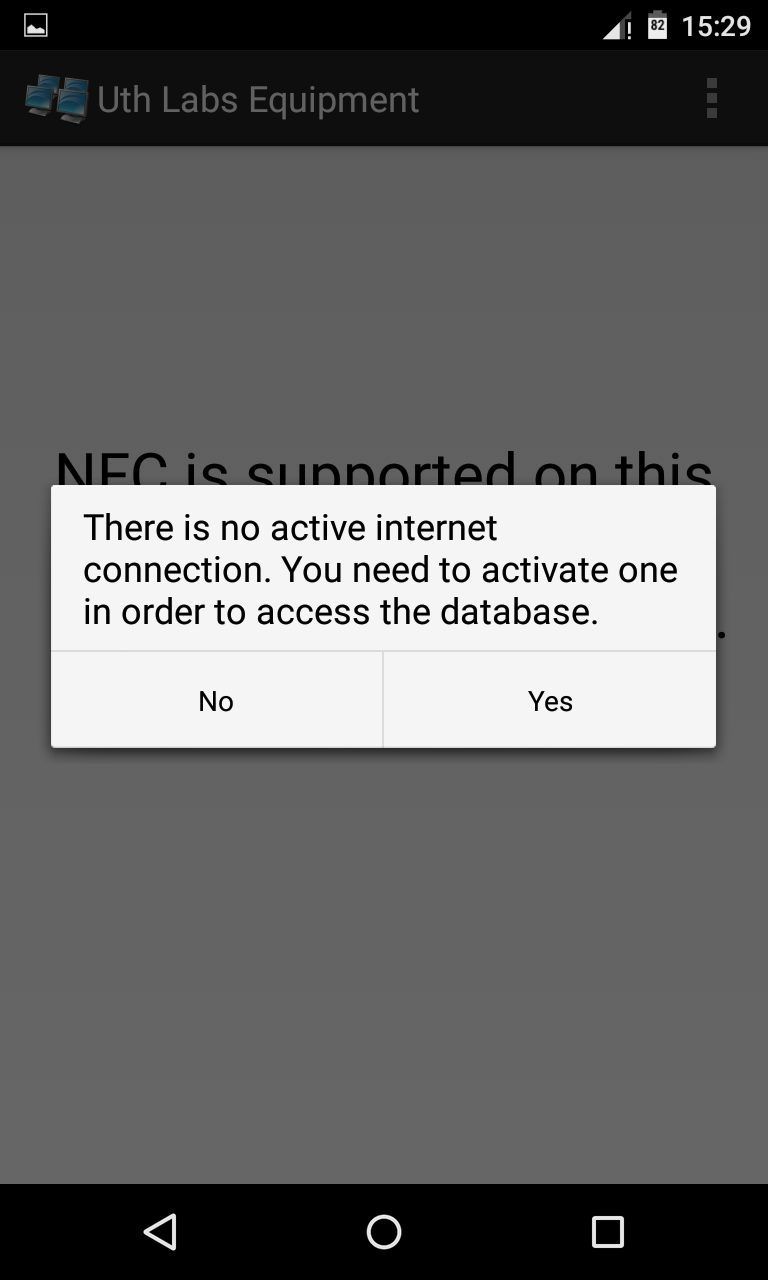 82 15:29
Uth Labs Equipment
NFC is supported on this
There is no active internet
connection. You need to activate one
in order to access the database.
.
No Yes